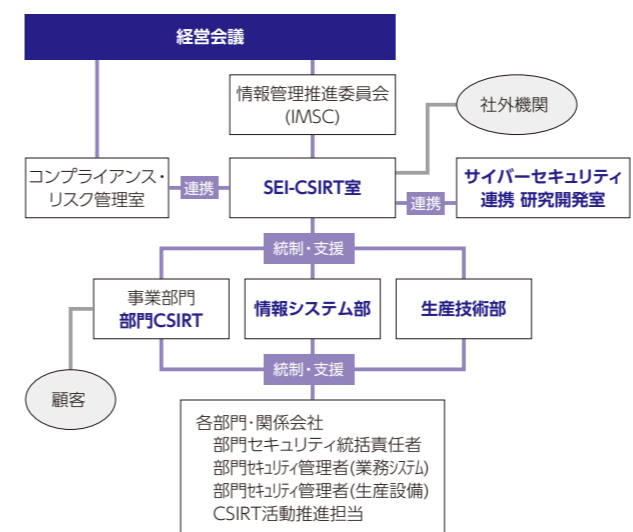 経営会議
情報管理推進委員会
(IMSC)
社外機関
コンプライアンス・
リスク管理室
連携
SEI-CSIRT室
連携
サイバーセキュリティ
連携 研究開発室
統制・支援
事業部門
部門CSIRT
情報システム部
生産技術部
統制・支援
顧客
各部門・関係会社
部門セキュリティ統括責任者
部門セキュリティ管理者(業務システム)
部門セキュリティ管理者(生産設備)
CSIRT活動推進担当